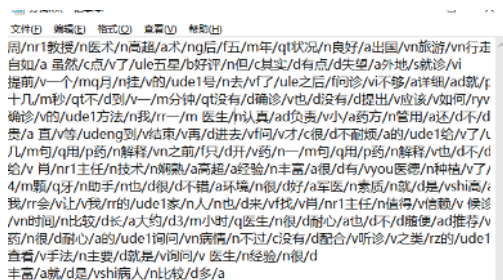 文件(F) 编辑(E) 格式(O) 查看(V) 帮助(H)
周/nr1教授/n医术/n高超/a术/ng后/f五/m年/qt状况/n良好/a出国/vn旅游/vn行走
自如/a 虽然/c点/v了/ule五星/b好评/n但/c其实/d有点/d失望/a外地/s就诊/vi
提前/v一个/mq月/n挂/v的/ude1号/n去/vf了/ule之后/f问诊/vi不够/a详细/ad就/p
十几/m秒/qt不/d到/v一/m分钟/qt没有/d确诊/v也/d没有/d提出/v应该/v如何/ryv
确诊/v的/ude1方法/n我/rr一/m 医生/n认真/ad负责/v小/a药方/n管用/a还/d不/d
贵/a 直/v等/udeng到/v结束/v再/d进去/vf问/v才/c很/d不耐烦/a的/ude1给/v了/u
几/m句/q用/p药/n解释/vn之前/f只/d开/v药/n一/m句/q用/p药/n解释/v也/d不/d
给/v 肖/nr1主任/n技术/n娴熟/a高超/a经验/n丰富/a很/d有/vyou医德/n种植/v了/
4/m颗/q牙/n助手/n也/d很/d不错/a环境/n很/d好/a军医/n素质/n就/d是/vshi高/a
我/rr会/v让/v我/rr的/ude1家/n人/n也/d来/vf找/v肖/nr1主任/n值得/v信赖/v 候诊
/vn时间/n比较/d长/a大约/d3/m小时/q医生/n很/d耐心/a也/d不/d随便/ad推荐/v
药/n很/d耐心/a的/ude1询问/vn病情/n不过/c没有/d配合/v听诊/v之类/rz的/ude1
查看/v手法/n主要/d就是/v询问/v 医生/n经验/n很/d
丰富/a就/d是/vshi病人/n比较/d多/a